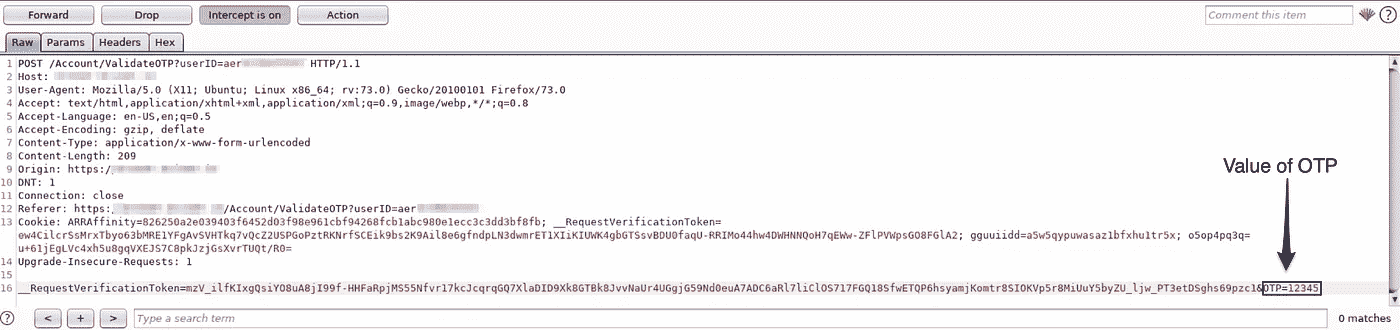 Forward Drop Intercept is on Action Comment this item ?
Raw Params Headers Hex
1 POST /Account/ValidateOTP?userID=aer HTTP/1.1
2 Host:
3 User-Agent: Mozilla/5.0 (X11; Ubuntu; Linux x86_64; rv:73.0) Gecko/20100101 Firefox/73.0
4 Accept: text/html,application/xhtml+xml,application/xml;q=0.9,image/webp,*/*;q=0.8
5 Accept-Language: en-US,en;q=0.5
6 Accept-Encoding: gzip, deflate
7 Content-Type: application/x-www-form-urlencoded
8 Content-Length: 209
9 Origin: https:/
Value of OTP
10 DNT: 1
11 Connection: close
12 Referer: https: /Account/ValidateOTP?userID=aer
13 Cookie: ARRAffinity=826250a2e039403f6452d03f98e961cbf94268fcb1abc980e1ecc3c3dd3bf8fb; __RequestVerificationToken=
ew4CilcrSsMrxTbyo63bMRE1YFgAvSVHTkq7vQcZ2USPGoPztRKNrfSCEik9bs2K9Ail8e6gfndpLN3dwmrET1XIiKIUWK4gbGTSsvBDU0faqU-RRIMo44hw4DWHNNQoH7qEWw-ZFlPVWpsGO8FGlA2; gguuiidd=a5w5qypuwasaz1bfxhu1tr5x; o5op4pq3q=
u+61jEgLVc4xh5u8gqVXEJS7C8pkJzjGsXvrTUQt/R0=
14 Upgrade-Insecure-Requests: 1
15
16 __RequestVerificationToken=mzV_ilfKIxgQsiYO8uA8jI99f-HHFaRpjMS55Nfvr17kcJcqrqGQ7XlaDID9Xk8GTBk8JvvNaUr4UGgjG59Nd0euA7ADC6aRl7liClOS717FGQ18SfwETQP6hsyamjKomtr8SIOKVp5r8MiUuY5byZU_ljw_PT3etDSghs69pzc1&OTP=12345
? < + > Type a search term 0 matches